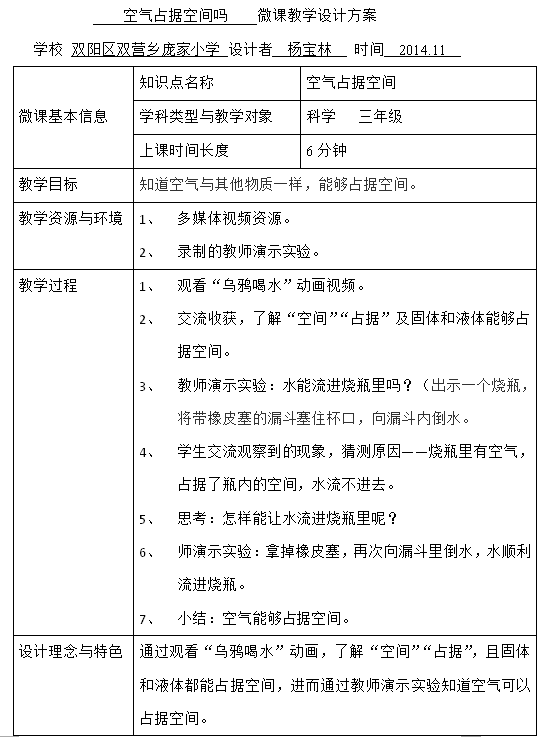 空气占据空间吗 微课教学设计方案
学校 双阳区双营乡庞家小学 设计者 杨宝林 时间 2014.11
微课基本信息
知识点名称 空气占据空间
学科类型与教学对象 科学 三年级
上课时间长度 6分钟
教学目标 知道空气与其他物质一样，能够占据空间。
教学资源与环境 1、 多媒体视频资源。
2、 录制的教师演示实验。
教学过程 1、 观看“乌鸦喝水”动画视频。
2、 交流收获，了解“空间”“占据”及固体和液体能够占
据空间。
3、 教师演示实验：水能流进烧瓶里吗？（出示一个烧瓶，
将带橡皮塞的漏斗塞住杯口，向漏斗内倒水。
4、 学生交流观察到的现象，猜测原因——烧瓶里有空气，
占据了瓶内的空间，水流不进去。
5、 思考：怎样能让水流进烧瓶里呢？
6、 师演示实验：拿掉橡皮塞，再次向漏斗里倒水，水顺利
流进烧瓶。
7、 小结：空气能够占据空间。
设计理念与特色 通过观看“乌鸦喝水”动画，了解“空间”“占据”，且固体
和液体都能占据空间，进而通过教师演示实验知道空气可以
占据空间。